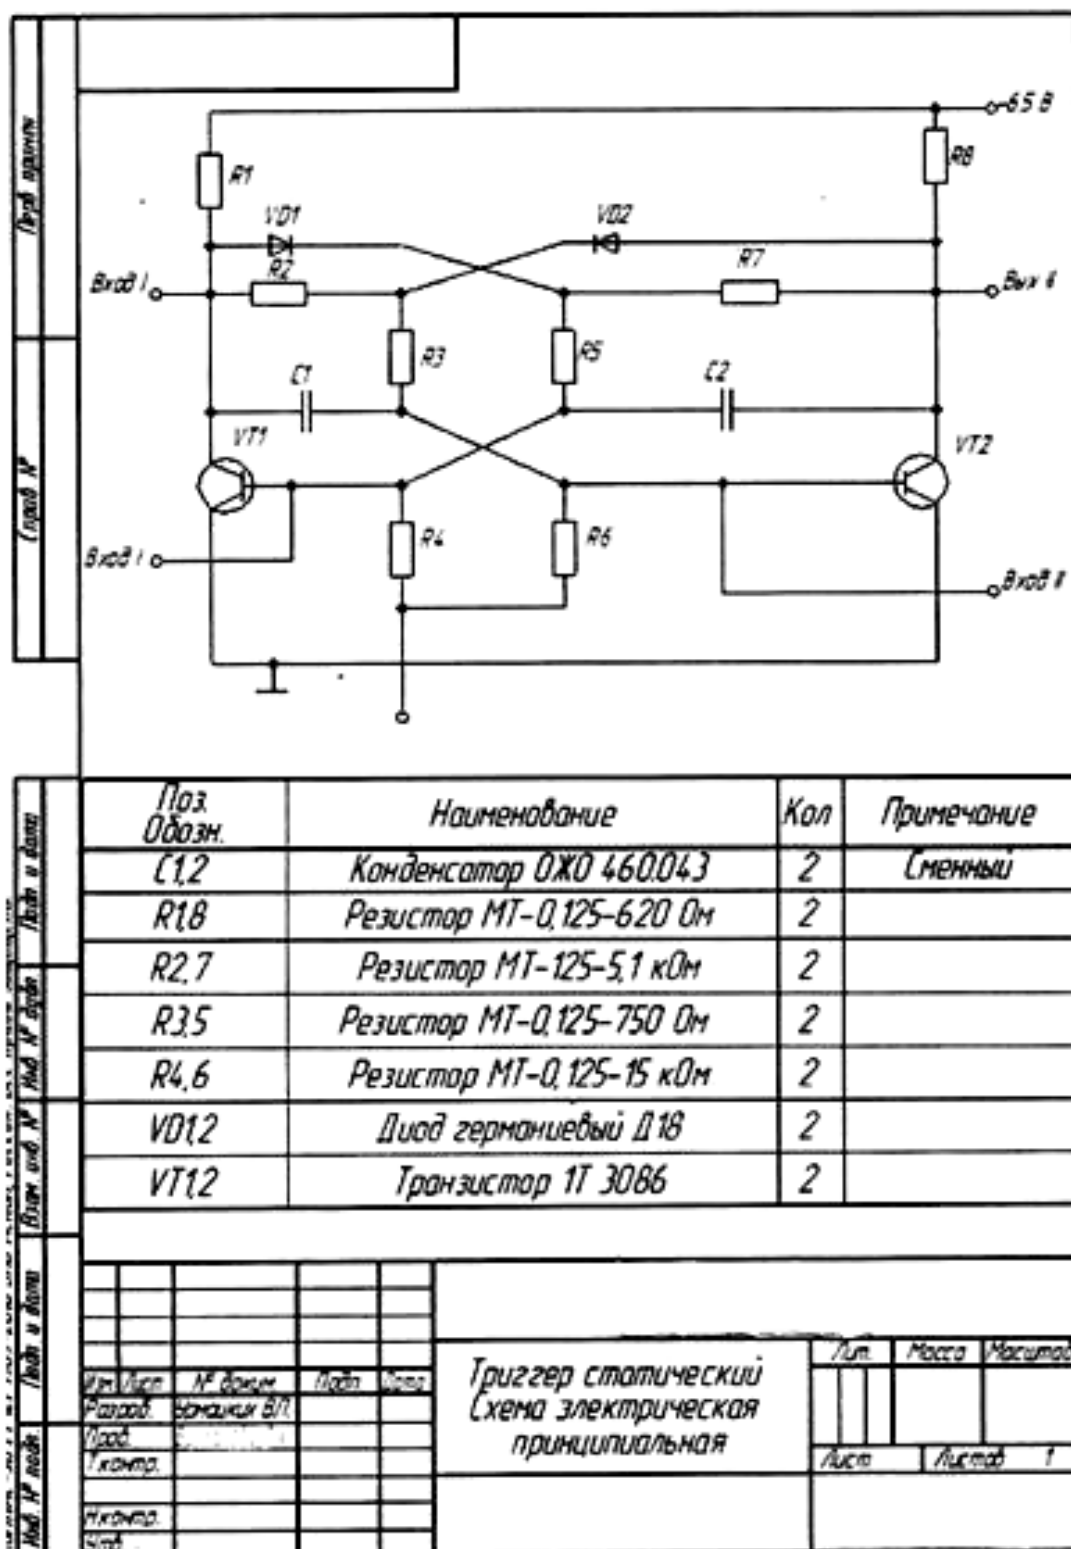 -6.5 В
R1
R8
VD1
VD2
R2
R7
Вход I
Вых II
R3
R5
C1
C2
VT1
VT2
R4
R6
Вход I
Вход II
Перв. примен.
Справ. №
Поз. Обозн.
Наименование
Кол
Примечание
C1,2
Конденсатор ОЖО 460.043
2
Сменный
R1,8
Резистор МТ-0,125-620 Ом
2
R2,7
Резистор МТ-125-5,1 кОм
2
R3,5
Резистор МТ-0,125-750 Ом
2
R4,6
Резистор МТ-0,125-15 кОм
2
VD1,2
Диод германиевый Д18
2
VT1,2
Транзистор 1Т 308б
2
Подп. и дата
Инв. № дубл.
Взам. инв. №
Подп. и дата
Инв. № подл.
Изм.
Лист
№ докум.
Подп.
Дата
Разраб.
Пров.
Т.контр.
Н.контр.
Утв.
Триггер статический
Схема электрическая
принципиальная
Лит.
Масса
Масштаб
Лист
Листов 1